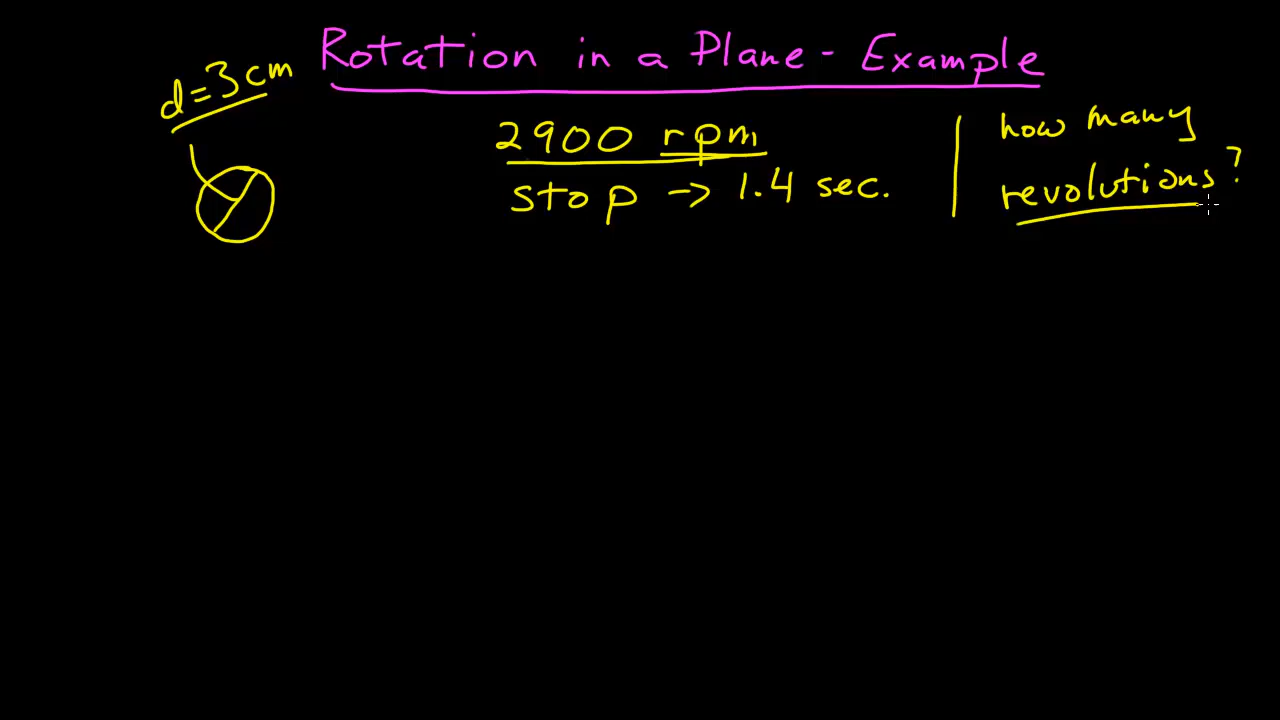 Rotation in a Plane - Example
d=3cm
2900 rpm
stop → 1.4 sec.
how many
revolutions?